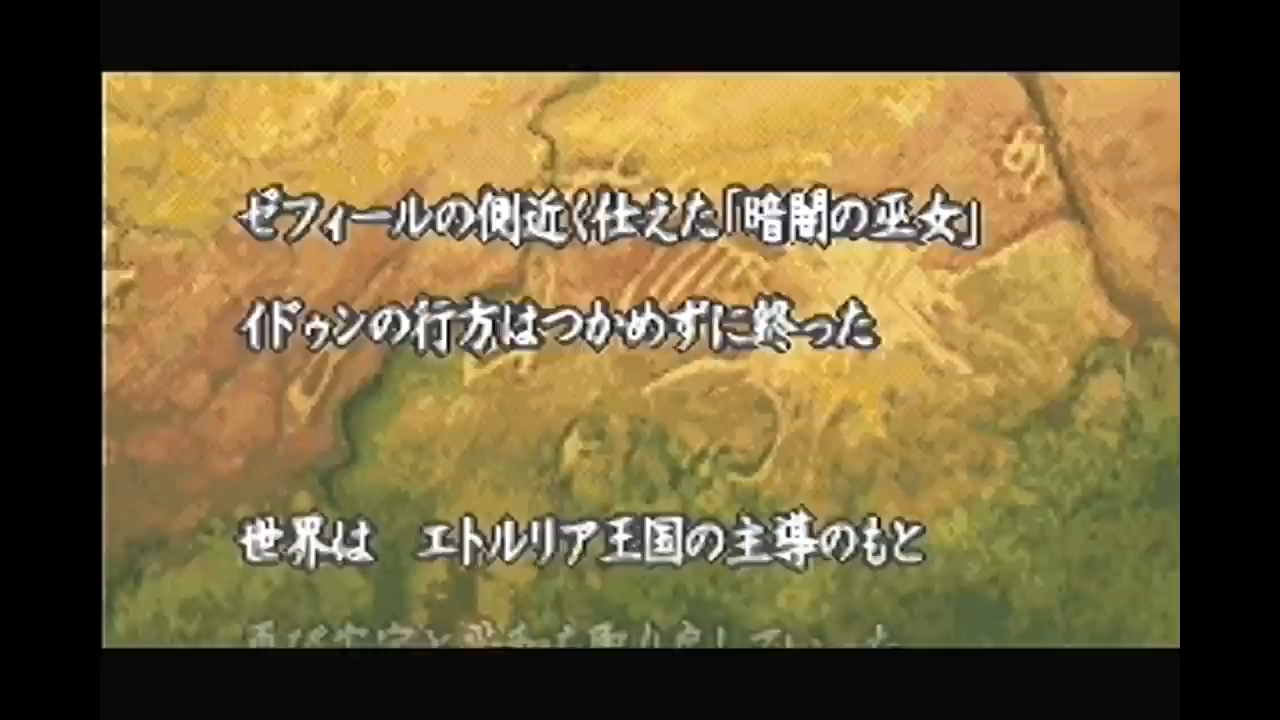 ゼフィールの側近く仕えた「暗闇の巫女」
イドゥンの行方はつかめずに終った
世界は　エトルリア王国の主導のもと